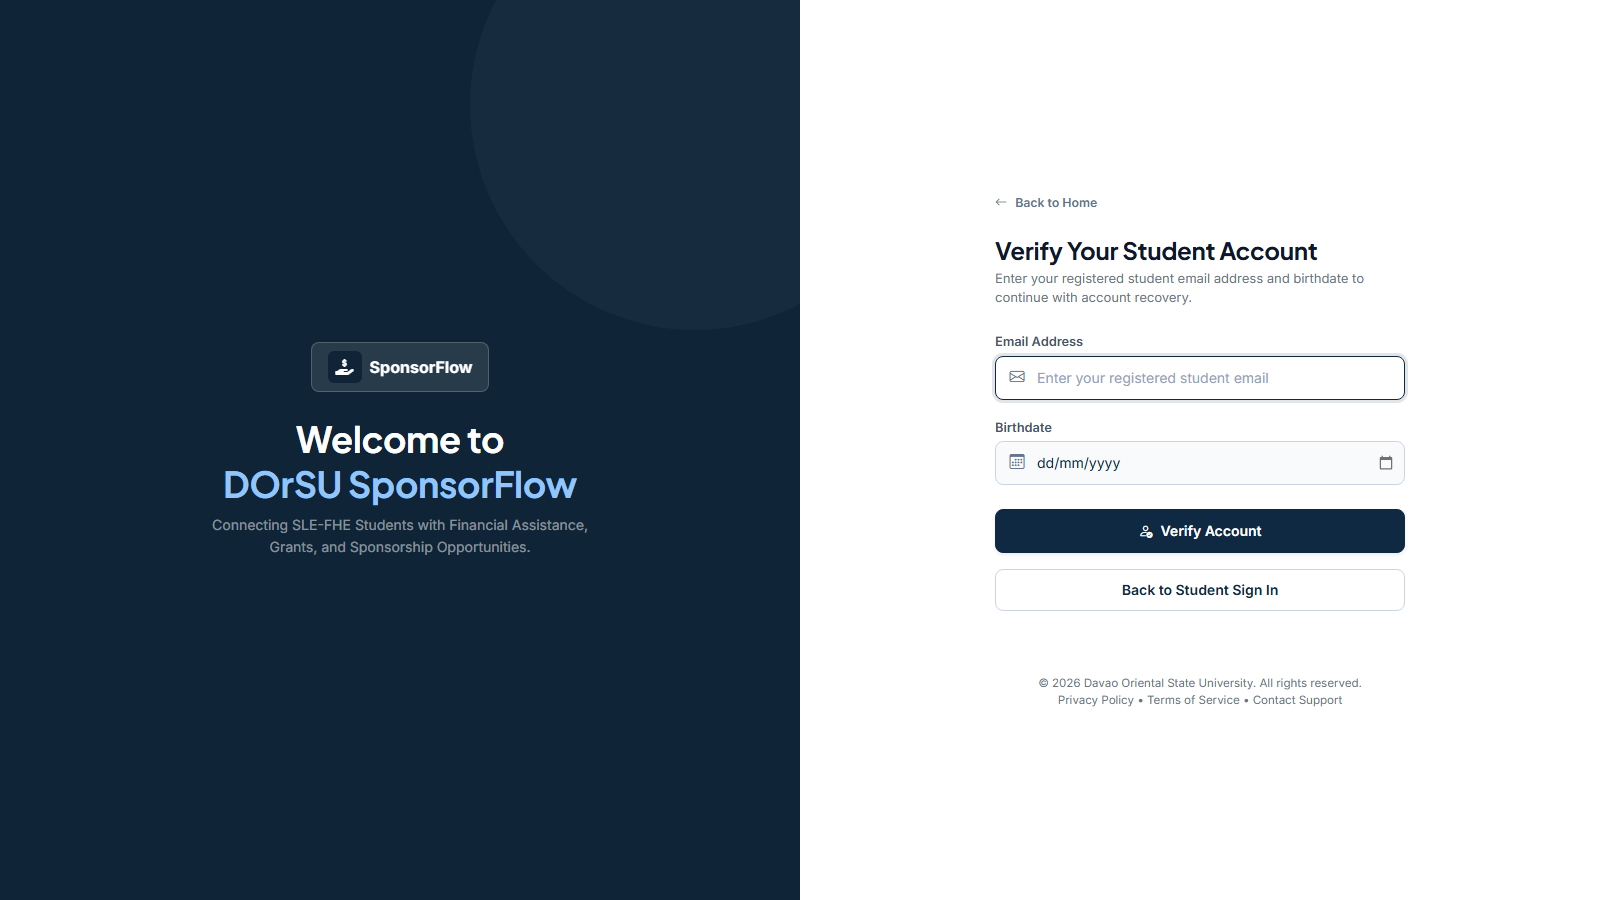 SponsorFlow
Welcome to
DOrSU SponsorFlow
Connecting SLE-FHE Students with Financial Assistance,
Grants, and Sponsorship Opportunities.
Back to Home
Verify Your Student Account
Enter your registered student email address and birthdate to
continue with account recovery.
Email Address
Enter your registered student email
Birthdate
dd/mm/yyyy
Verify Account
Back to Student Sign In
© 2026 Davao Oriental State University. All rights reserved.
Privacy Policy • Terms of Service • Contact Support